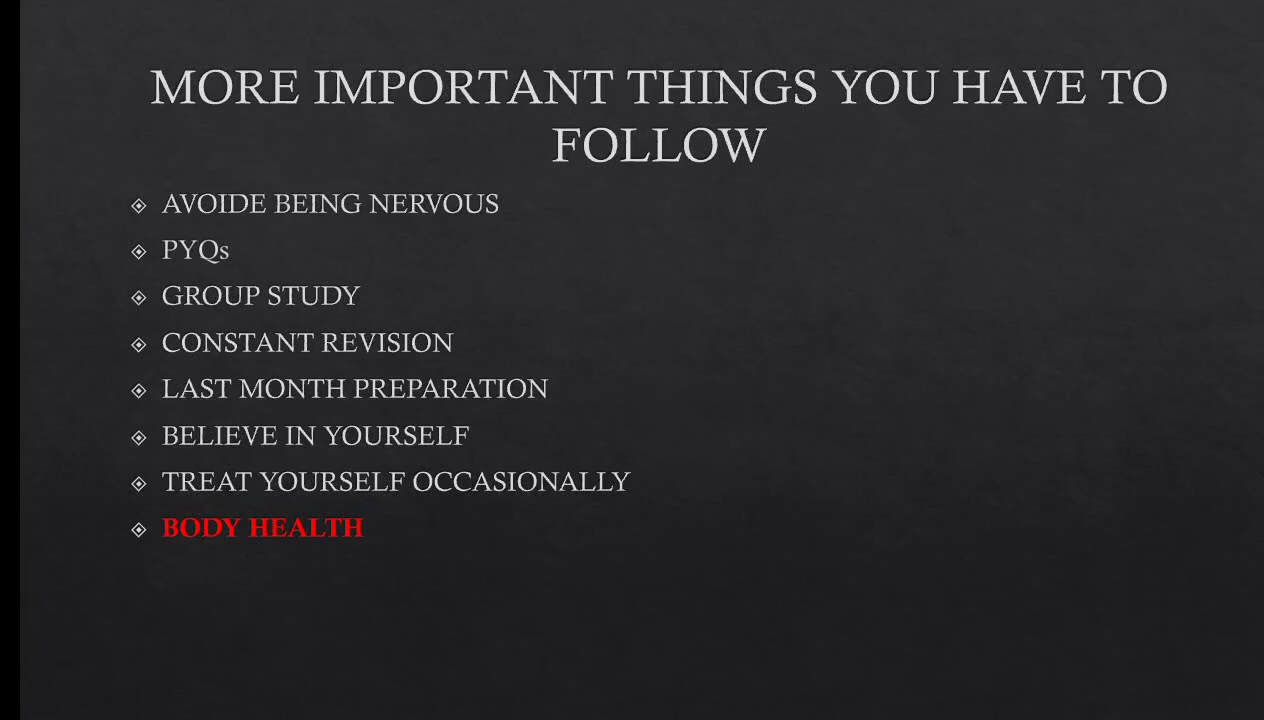 MORE IMPORTANT THINGS YOU HAVE TO
FOLLOW
AVOIDE BEING NERVOUS
PYQs
GROUP STUDY
CONSTANT REVISION
LAST MONTH PREPARATION
BELIEVE IN YOURSELF
TREAT YOURSELF OCCASIONALLY
BODY HEALTH